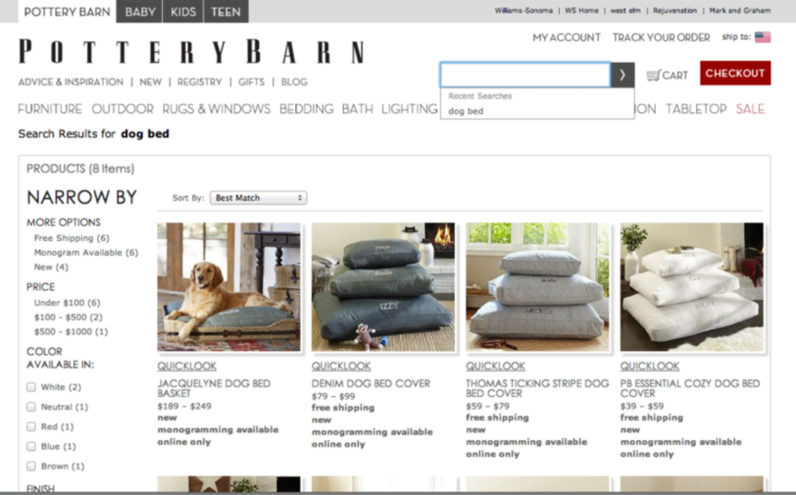 POTTERY BARN BABY KIDS TEEN
Williams-Sonoma | WS Home | west elm | Rejuvenation | Mark and Graham
MY ACCOUNT TRACK YOUR ORDER ship to:
POTTERY BARN
CART CHECKOUT
ADVICE & INSPIRATION | NEW | REGISTRY | GIFTS | BLOG
Recent Searches
dog bed
FURNITURE OUTDOOR RUGS & WINDOWS BEDDING BATH LIGHTING ION TABLETOP SALE
Search Results for dog bed
PRODUCTS (8 Items)
NARROW BY
MORE OPTIONS
Free Shipping (6)
Monogram Available (6)
New (4)
PRICE
Under $100 (6)
$100 - $500 (2)
$500 - $1000 (1)
COLOR
AVAILABLE IN:
White (2)
Neutral (1)
Red (1)
Blue (1)
Brown (1)
FINISH
Sort By: Best Match
IZZY
ARCHIE
QUICKLOOK
JACQUELYNE DOG BED
BASKET
$189 – $249
new
monogramming available
online only
QUICKLOOK
DENIM DOG BED COVER
$79 – $99
free shipping
new
monogramming available
online only
QUICKLOOK
THOMAS TICKING STRIPE DOG
BED COVER
$59 – $79
free shipping
new
monogramming available
online only
QUICKLOOK
PB ESSENTIAL COZY DOG BED
COVER
$39 – $59
free shipping
new
monogramming available
online only